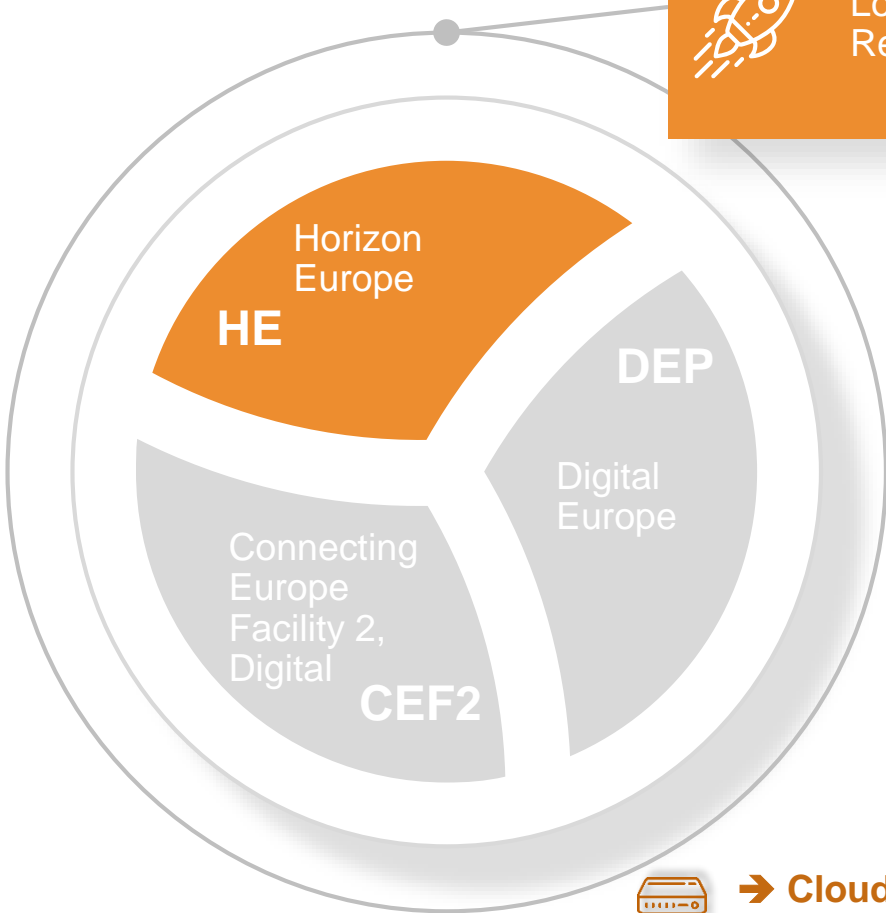 Horizon
Europe
HE
DEP
Digital
Europe
Connecting
Europe
Facility 2,
Digital
CEF2
➔ Cloud